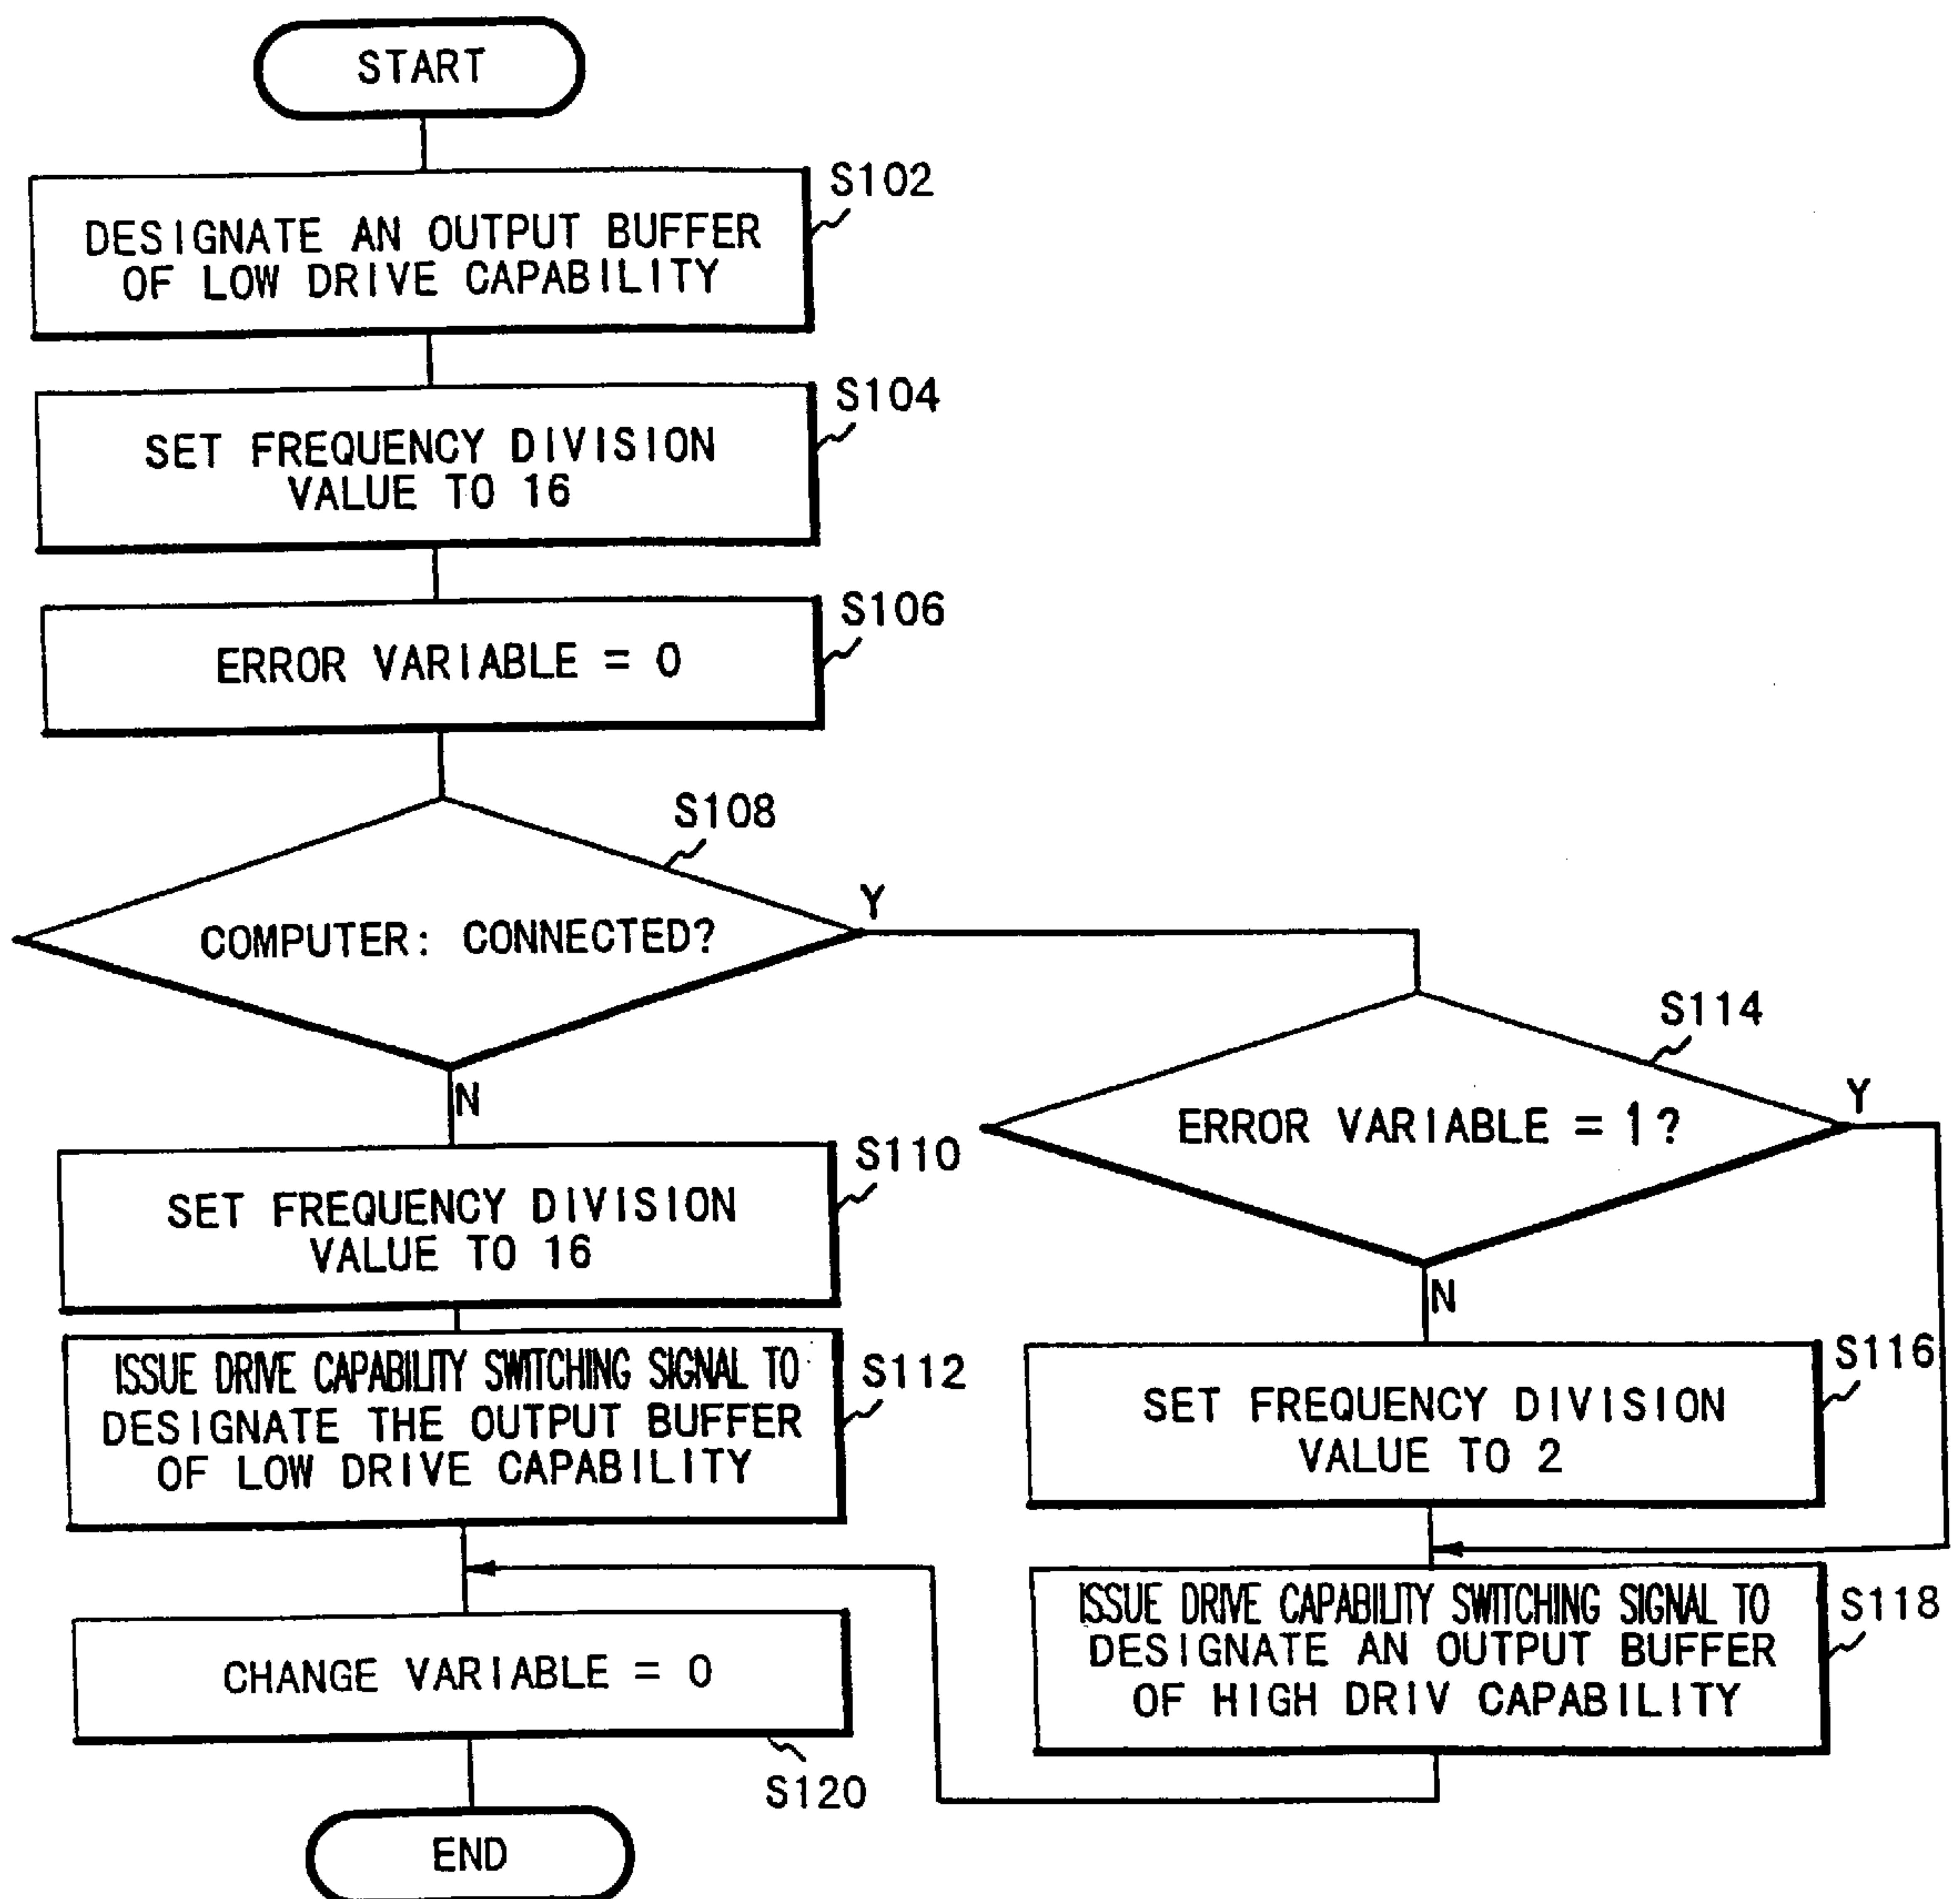 START
S102
DESIGNATE AN OUTPUT BUFFER
OF LOW DRIVE CAPABILITY
S104
SET FREQUENCY DIVISION
VALUE TO 16
S106
ERROR VARIABLE = 0
S108
COMPUTER: CONNECTED?
Y
N
S110
SET FREQUENCY DIVISION
VALUE TO 16
S112
ISSUE DRIVE CAPABILITY SWITCHING SIGNAL TO
DESIGNATE THE OUTPUT BUFFER
OF LOW DRIVE CAPABILITY
S114
ERROR VARIABLE = 1?
Y
N
S116
SET FREQUENCY DIVISION
VALUE TO 2
S118
ISSUE DRIVE CAPABILITY SWITCHING SIGNAL TO
DESIGNATE AN OUTPUT BUFFER
OF HIGH DRIV CAPABILITY
CHANGE VARIABLE = 0
S120
END